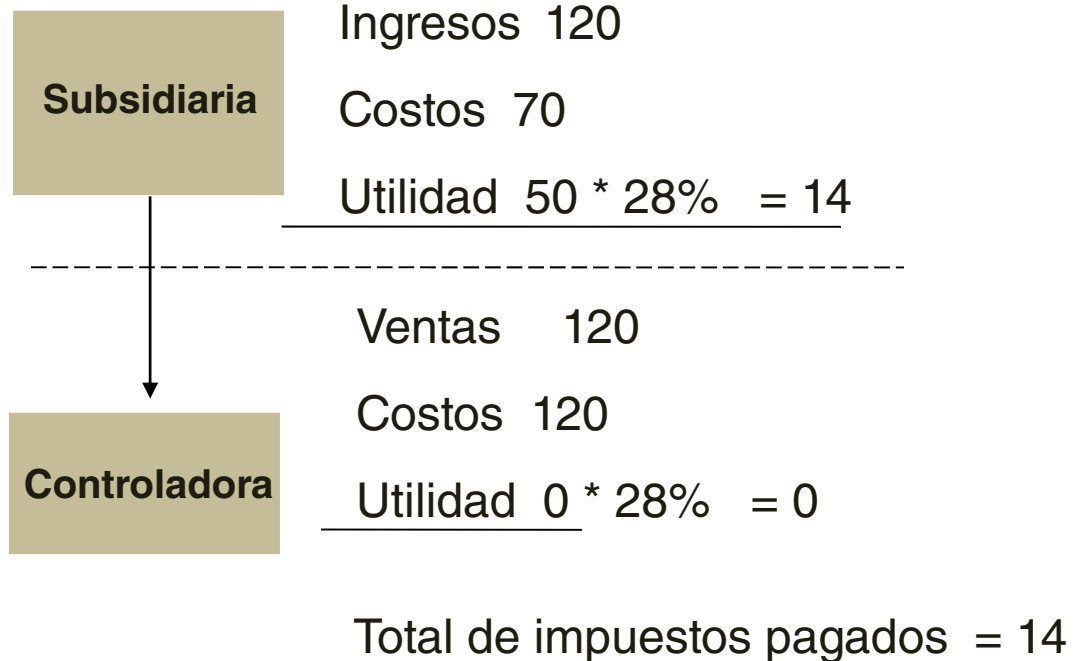 Ingresos 120
Subsidiaria
Costos 70
Utilidad 50 * 28% = 14
Ventas 120
Costos 120
Controladora
Utilidad 0 * 28% = 0
Total de impuestos pagados = 14